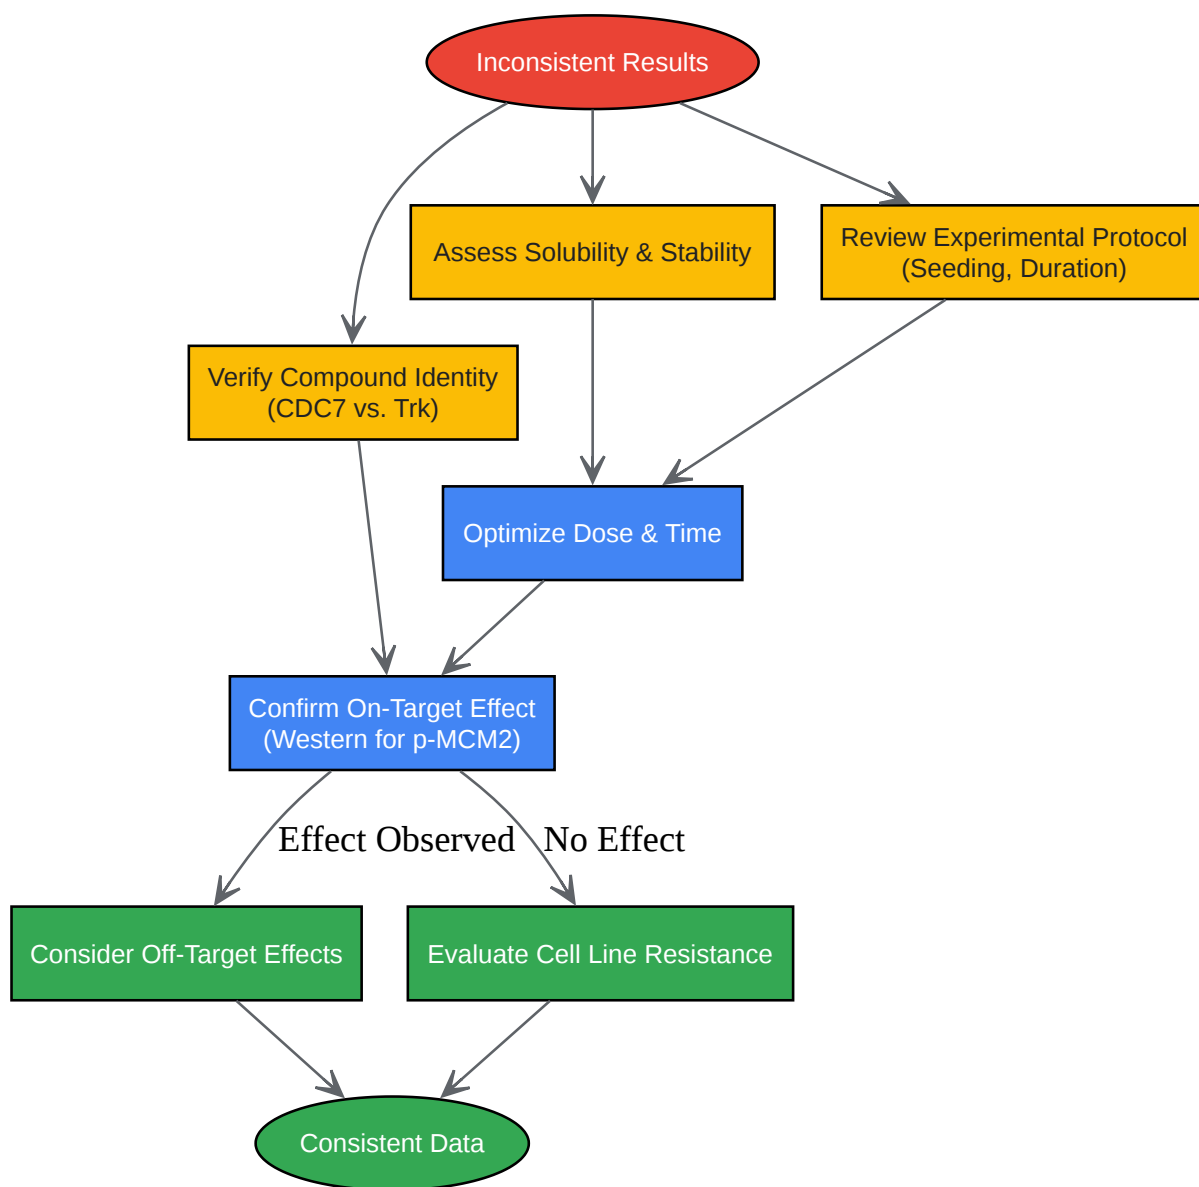 Inconsistent Results
Assess Solubility & Stability
Review Experimental Protocol
(Seeding, Duration)
Verify Compound Identity
(CDC7 vs. Trk)
Optimize Dose & Time
Confirm On-Target Effect
(Western for p-MCM2)
Effect Observed
No Effect
Consider Off-Target Effects
Evaluate Cell Line Resistance
Consistent Data